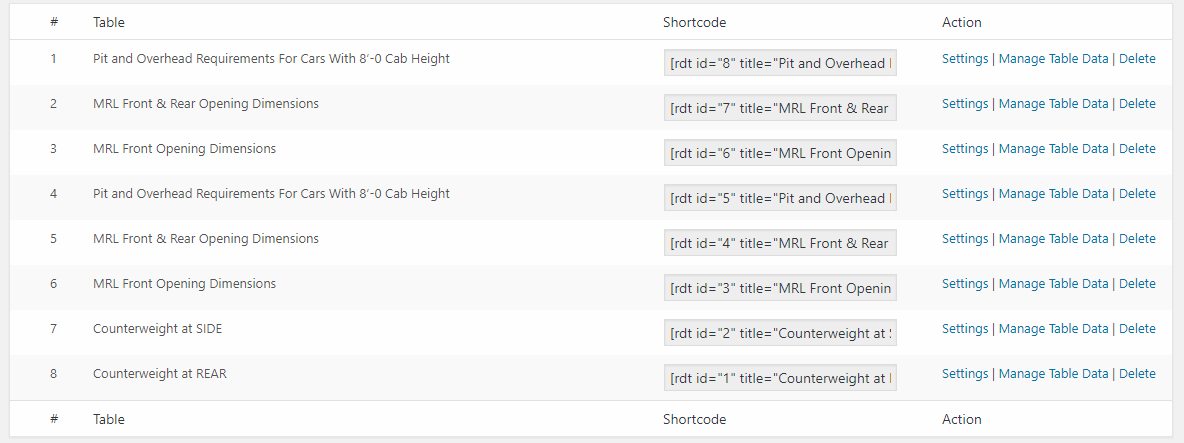 # Table Shortcode Action
1 Pit and Overhead Requirements For Cars With 8’-0 Cab Height [rdt id="8" title="Pit and Overhead Settings | Manage Table Data | Delete
2 MRL Front & Rear Opening Dimensions [rdt id="7" title="MRL Front & Rear Settings | Manage Table Data | Delete
3 MRL Front Opening Dimensions [rdt id="6" title="MRL Front Openin Settings | Manage Table Data | Delete
4 Pit and Overhead Requirements For Cars With 8’-0 Cab Height [rdt id="5" title="Pit and Overhead Settings | Manage Table Data | Delete
5 MRL Front & Rear Opening Dimensions [rdt id="4" title="MRL Front & Rear Settings | Manage Table Data | Delete
6 MRL Front Opening Dimensions [rdt id="3" title="MRL Front Openin Settings | Manage Table Data | Delete
7 Counterweight at SIDE [rdt id="2" title="Counterweight at Settings | Manage Table Data | Delete
8 Counterweight at REAR [rdt id="1" title="Counterweight at Settings | Manage Table Data | Delete
# Table Shortcode Action